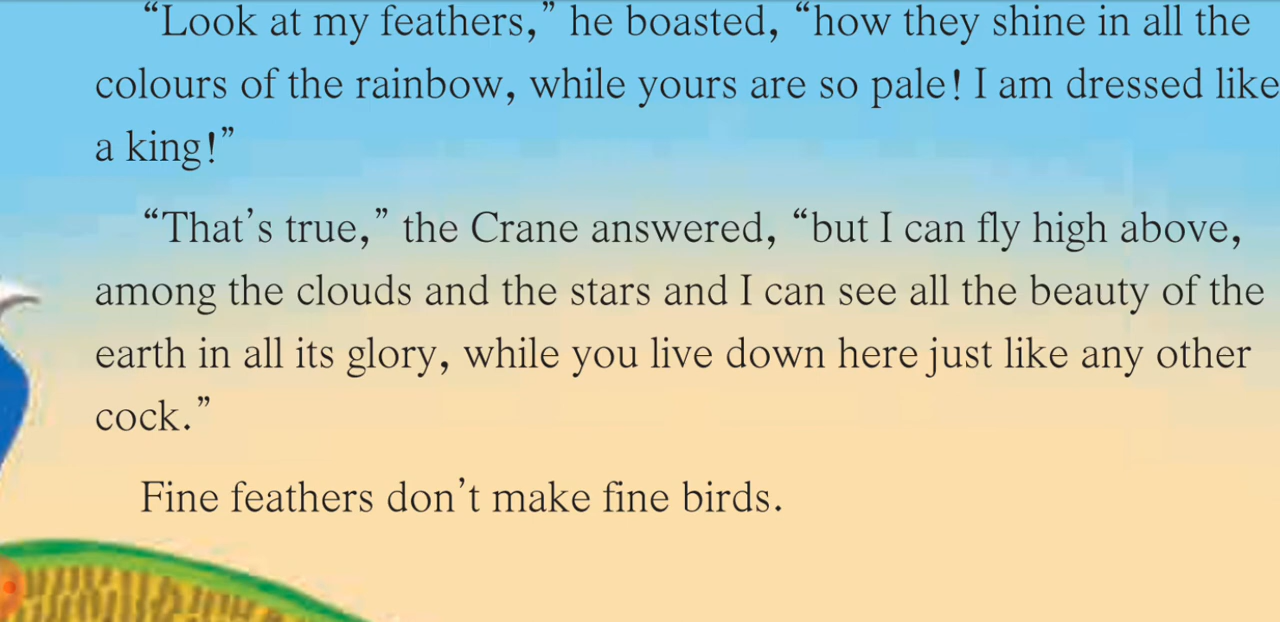 “Look at my feathers,” he boasted, “how they shine in all the
colours of the rainbow, while yours are so pale! I am dressed like
a king!”
“That’s true,” the Crane answered, “but I can fly high above,
among the clouds and the stars and I can see all the beauty of the
earth in all its glory, while you live down here just like any other
cock.”
Fine feathers don’t make fine birds.